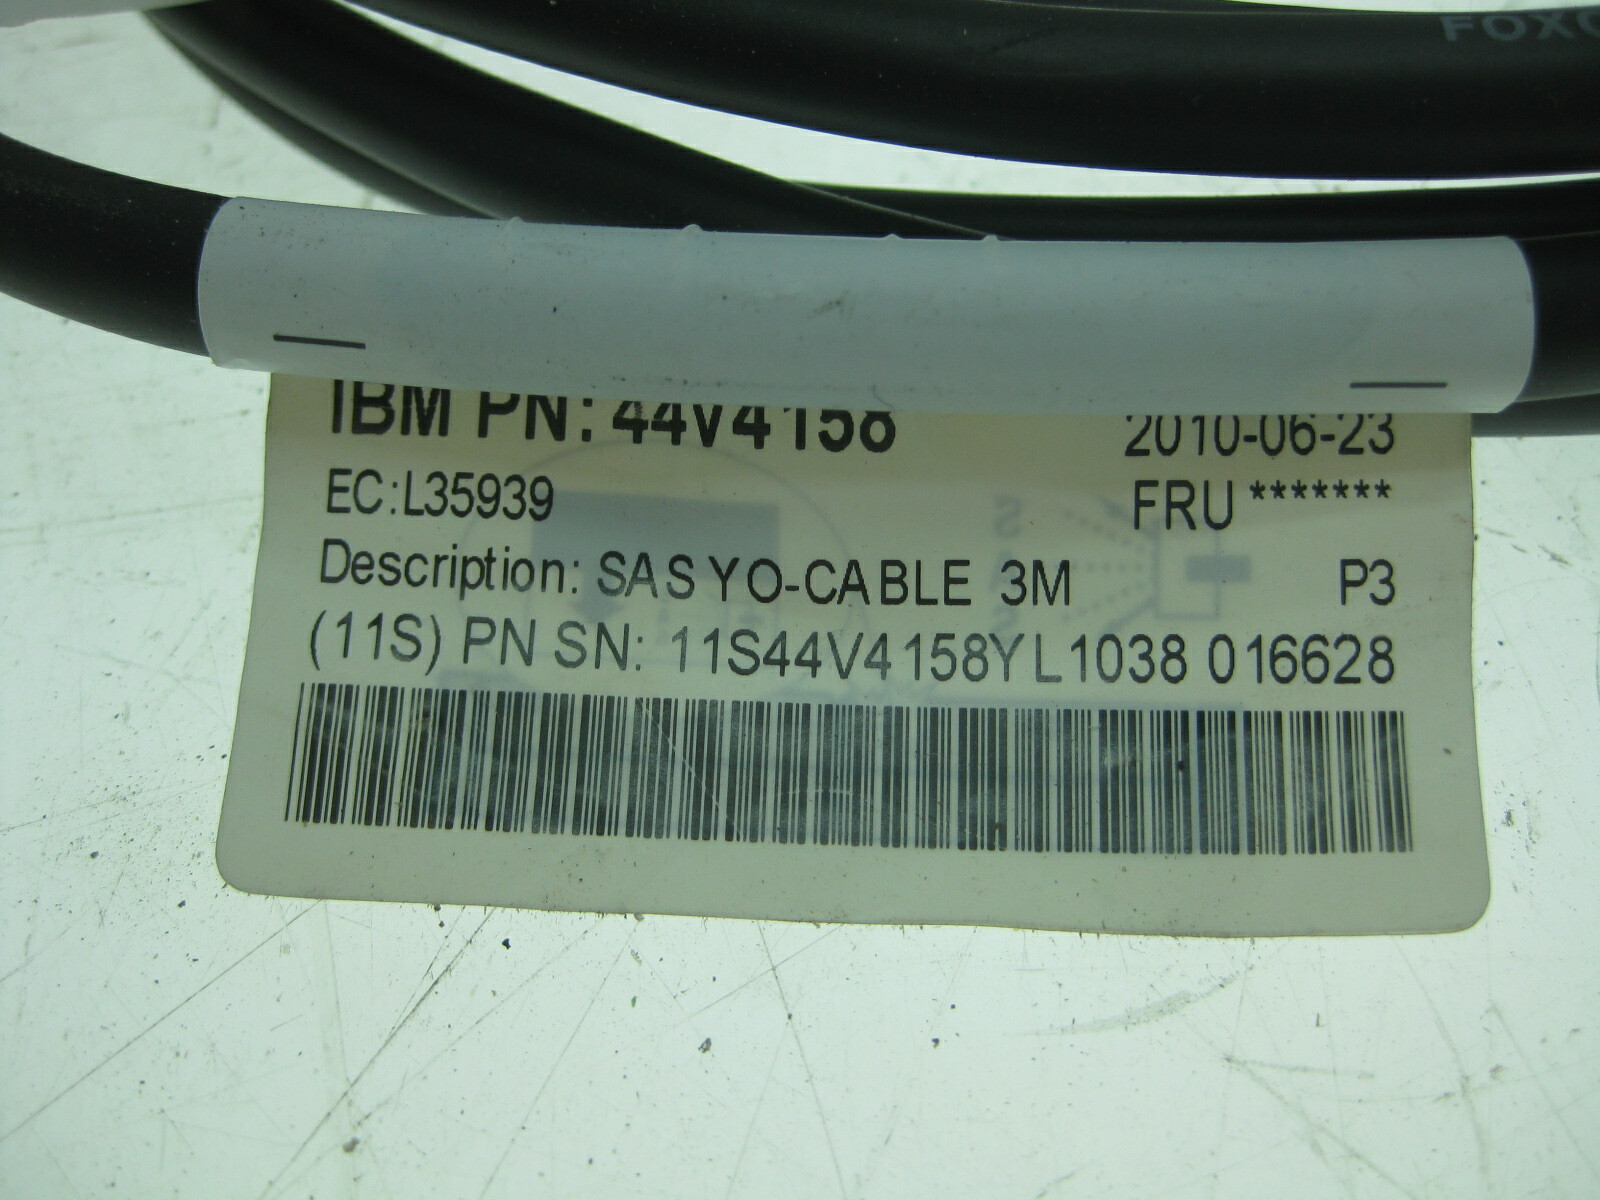 FOXC
IBM PN: 44V4158 2010-06-23
EC:L35939 FRU *******
Description: SAS YO-CABLE 3M P3
(11S) PN SN: 11S44V4158YL1038 016628